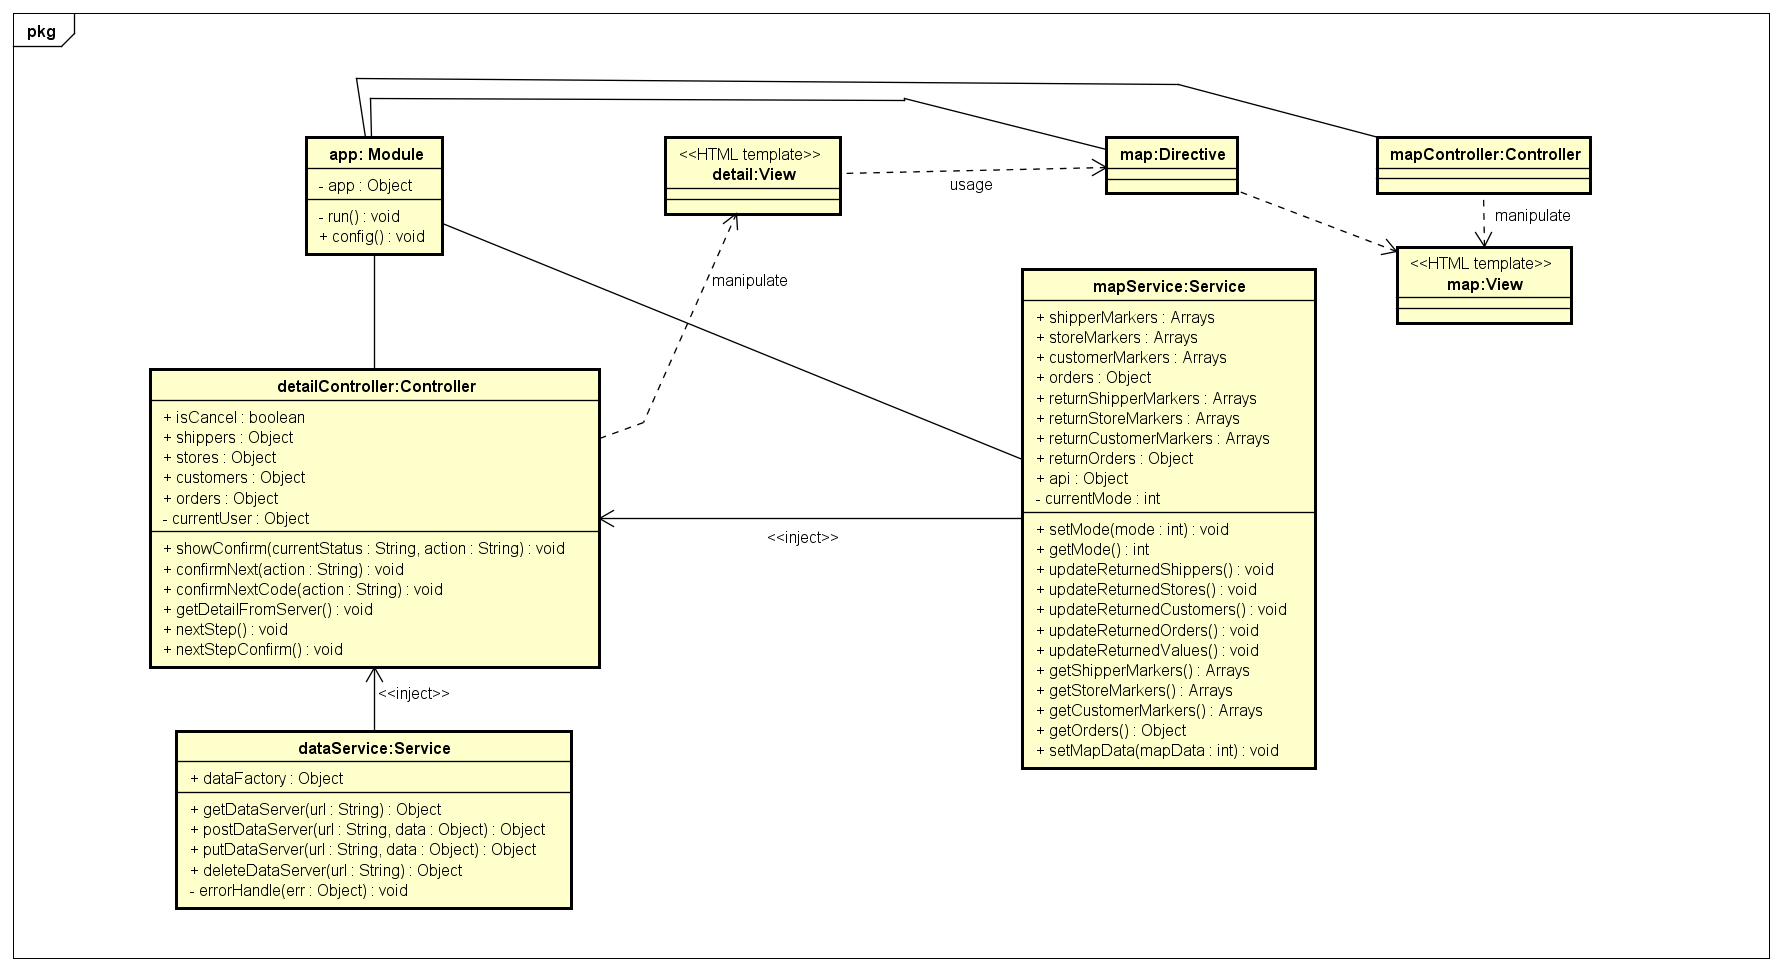 pkg
app: Module
- app : Object
- run() : void
+ config() : void
<<HTML template>>
detail:View
usage
map:Directive
mapController:Controller
manipulate
<<HTML template>>
map:View
manipulate
mapService:Service
+ shipperMarkers : Arrays
+ storeMarkers : Arrays
+ customerMarkers : Arrays
+ orders : Object
+ returnShipperMarkers : Arrays
+ returnStoreMarkers : Arrays
+ returnCustomerMarkers : Arrays
+ returnOrders : Object
+ api : Object
- currentMode : int
+ setMode(mode : int) : void
+ getMode() : int
+ updateReturnedShippers() : void
+ updateReturnedStores() : void
+ updateReturnedCustomers() : void
+ updateReturnedOrders() : void
+ updateReturnedValues() : void
+ getShipperMarkers() : Arrays
+ getStoreMarkers() : Arrays
+ getCustomerMarkers() : Arrays
+ getOrders() : Object
+ setMapData(mapData : int) : void
detailController:Controller
+ isCancel : boolean
+ shippers : Object
+ stores : Object
+ customers : Object
+ orders : Object
- currentUser : Object
+ showConfirm(currentStatus : String, action : String) : void
+ confirmNext(action : String) : void
+ confirmNextCode(action : String) : void
+ getDetailFromServer() : void
+ nextStep() : void
+ nextStepConfirm() : void
<<inject>>
<<inject>>
dataService:Service
+ dataFactory : Object
+ getDataServer(url : String) : Object
+ postDataServer(url : String, data : Object) : Object
+ putDataServer(url : String, data : Object) : Object
+ deleteDataServer(url : String) : Object
- errorHandle(err : Object) : void